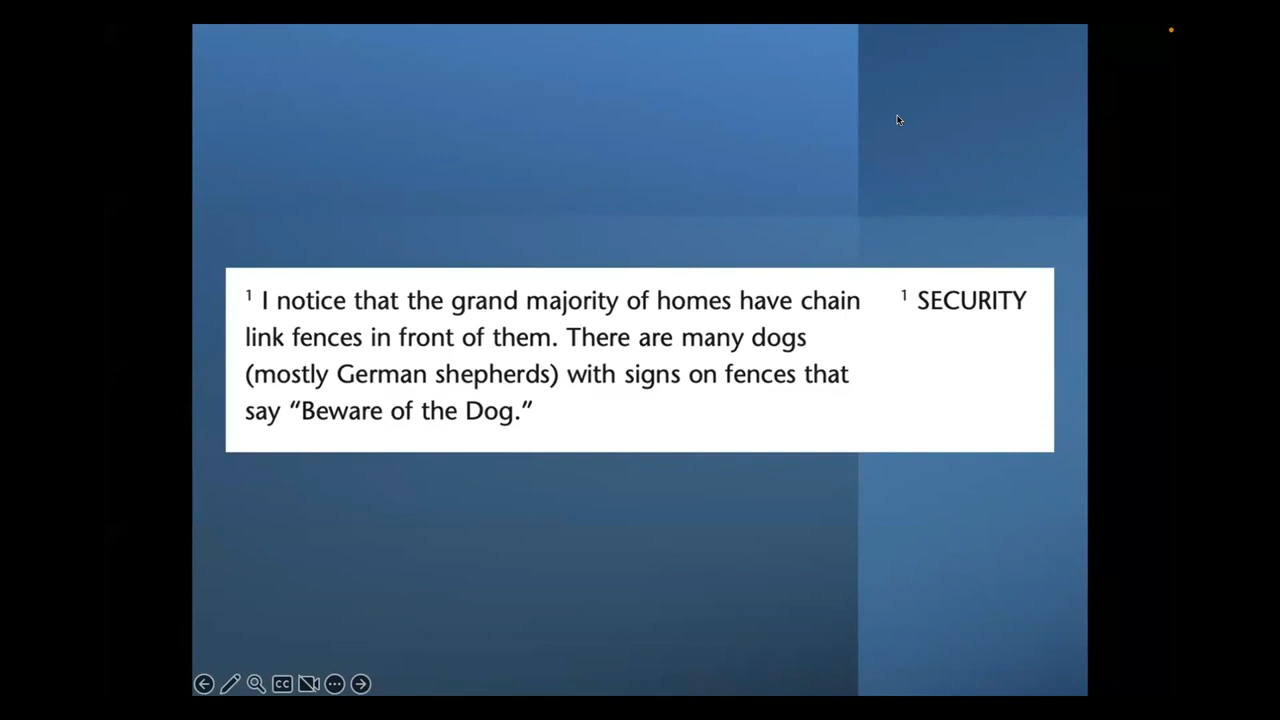 ¹ I notice that the grand majority of homes have chain ¹ SECURITY
link fences in front of them. There are many dogs
(mostly German shepherds) with signs on fences that
say “Beware of the Dog.”
CC